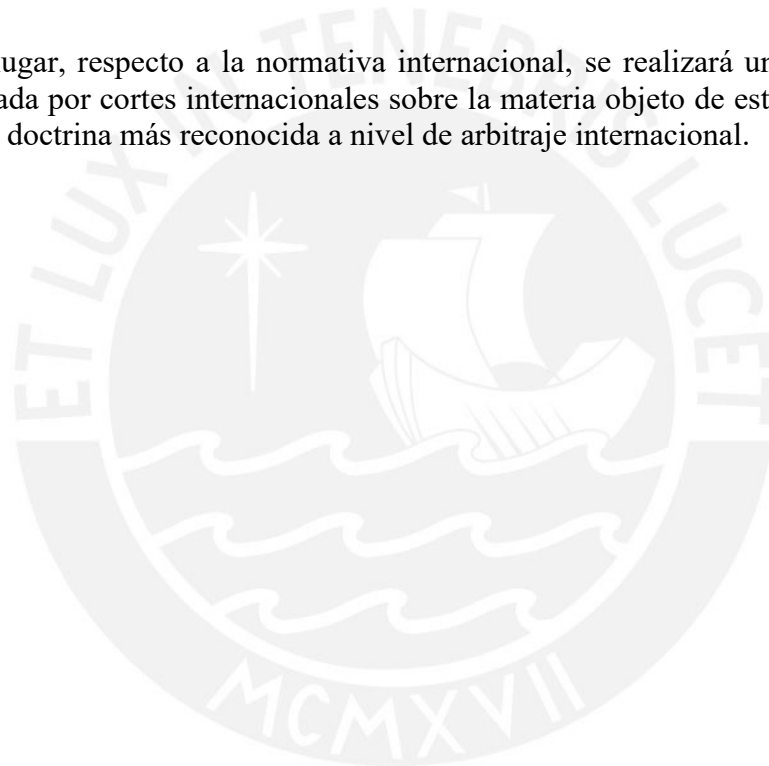 lugar, respecto a la normativa internacional, se realizará un
ada por cortes internacionales sobre la materia objeto de est
doctrina más reconocida a nivel de arbitraje internacional.
ET LUX IN TENEBRIS LUCET
MCMXVII